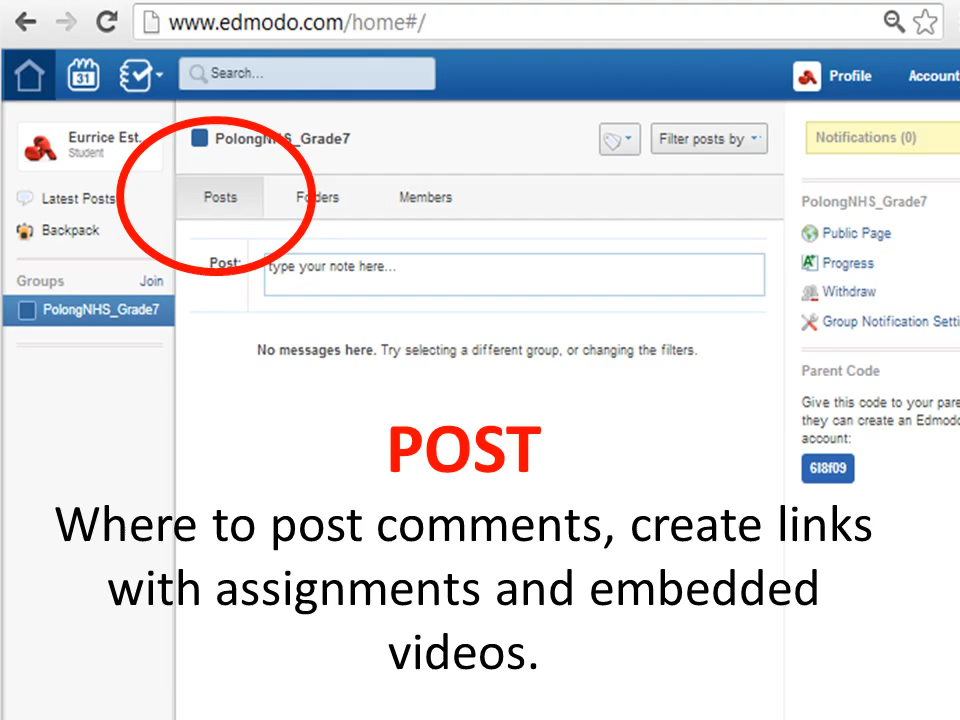 www.edmodo.com/home#/
31
Search...
Profile
Account
Eurrice Est.
Student
PolongNHS_Grade7
Filter posts by
Notifications (0)
Latest Posts
Posts
Folders
Members
PolongNHS_Grade7
Backpack
Public Page
Post:
type your note here...
Progress
Groups
Join
Withdraw
PolongNHS_Grade7
Group Notification Setti
No messages here. Try selecting a different group, or changing the filters.
Parent Code
Give this code to your pare
they can create an Edmodo
account:
6l8f09
POST
Where to post comments, create links
with assignments and embedded
videos.